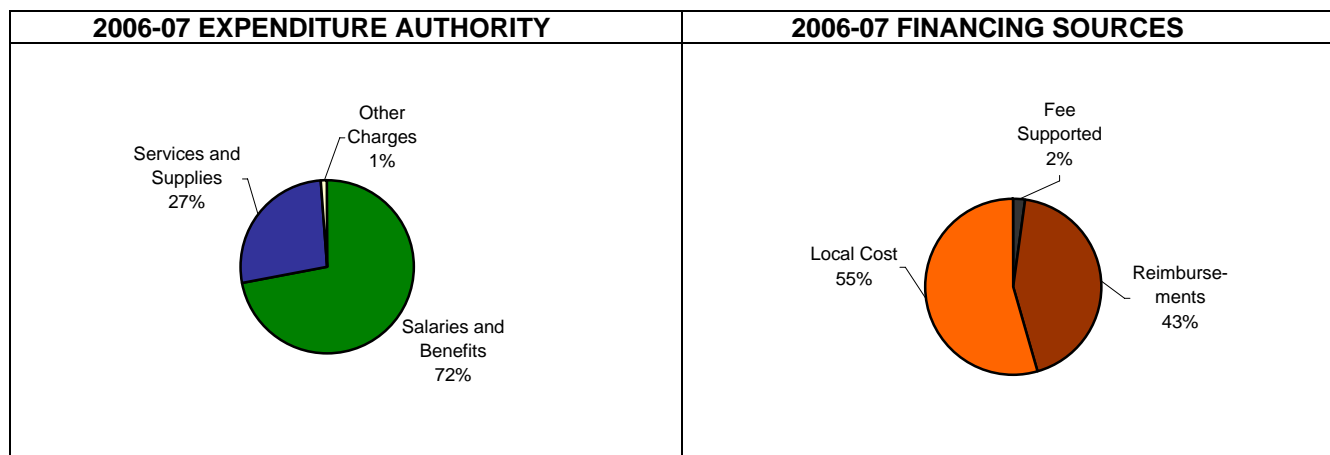 2006-07 EXPENDITURE AUTHORITY
Other
Charges
1%
Services and
Supplies
27%
Salaries and
Benefits
72%
2006-07 FINANCING SOURCES
Fee
Supported
2%
Local Cost
55%
Reimburse-
ments
43%